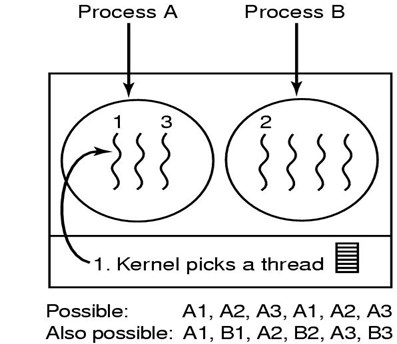 Process A Process B
1 3 2
1. Kernel picks a thread
Possible: A1, A2, A3, A1, A2, A3
Also possible: A1, B1, A2, B2, A3, B3